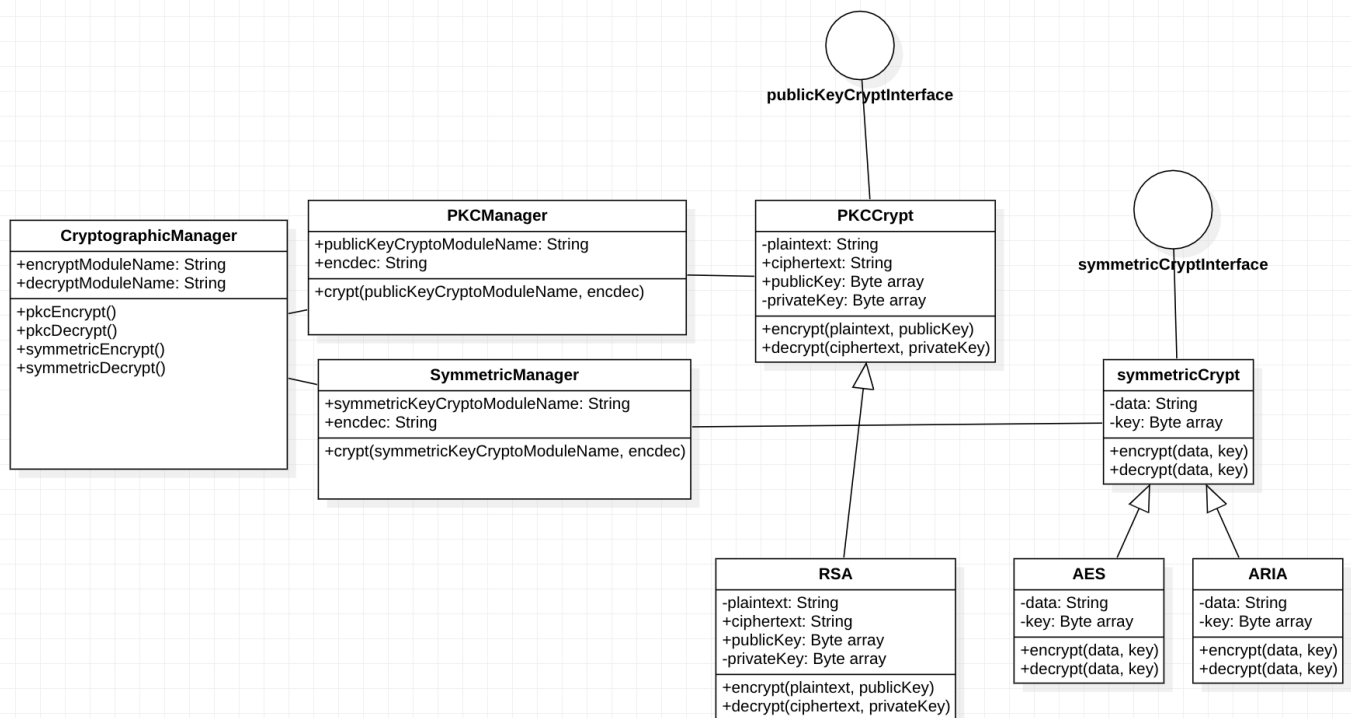 publicKeyCryptInterface
symmetricCryptInterface
CryptographicManager
+encryptModuleName: String
+decryptModuleName: String
+pkcEncrypt()
+pkcDecrypt()
+symmetricEncrypt()
+symmetricDecrypt()
PKCManager
+publicKeyCryptoModuleName: String
+encdec: String
+crypt(publicKeyCryptoModuleName, encdec)
PKCCrypt
-plaintext: String
+ciphertext: String
+publicKey: Byte array
-privateKey: Byte array
+encrypt(plaintext, publicKey)
+decrypt(ciphertext, privateKey)
SymmetricManager
+symmetricKeyCryptoModuleName: String
+encdec: String
+crypt(symmetricKeyCryptoModuleName, encdec)
symmetricCrypt
-data: String
-key: Byte array
+encrypt(data, key)
+decrypt(data, key)
RSA
-plaintext: String
+ciphertext: String
+publicKey: Byte array
-privateKey: Byte array
+encrypt(plaintext, publicKey)
+decrypt(ciphertext, privateKey)
AES
-data: String
-key: Byte array
+encrypt(data, key)
+decrypt(data, key)
ARIA
-data: String
-key: Byte array
+encrypt(data, key)
+decrypt(data, key)